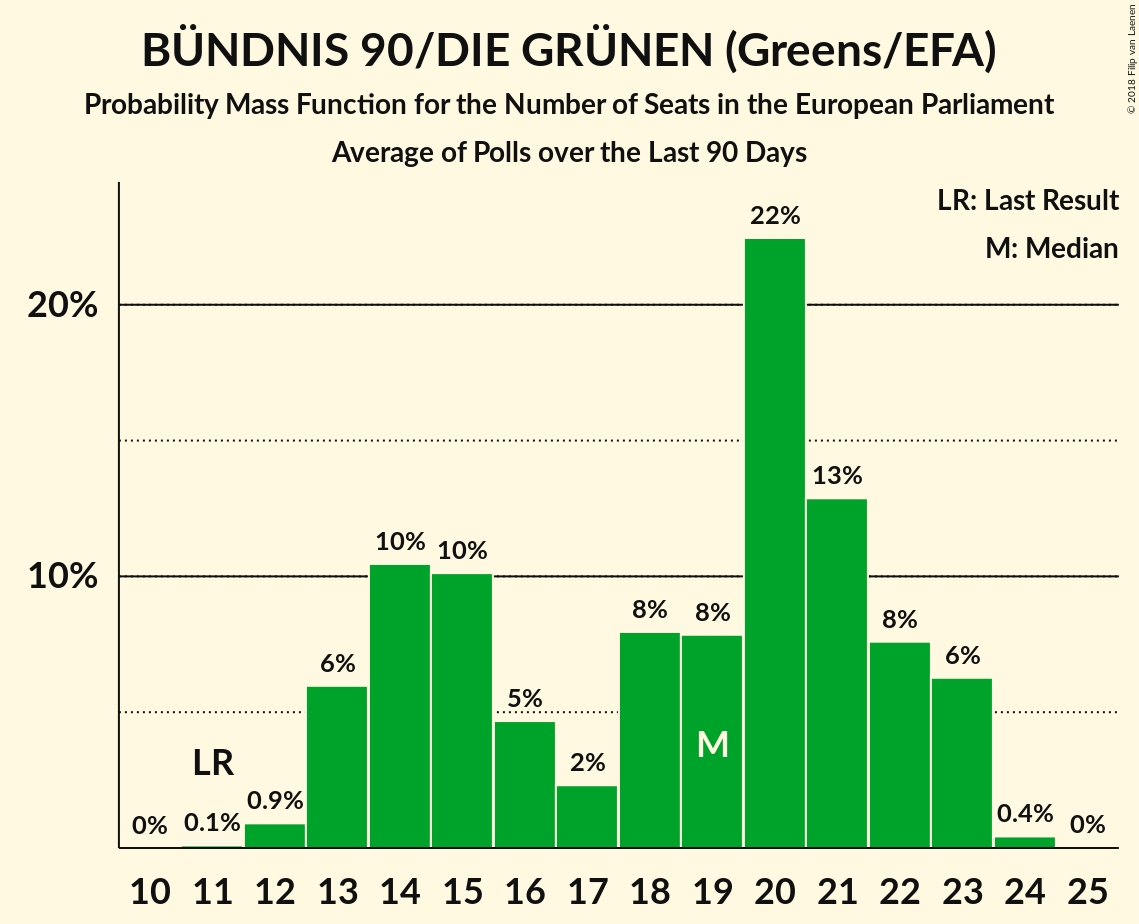 BÜNDNIS 90/DIE GRÜNEN (Greens/EFA)
Probability Mass Function for the Number of Seats in the European Parliament
Average of Polls over the Last 90 Days
© 2018 Filip van Laenen
LR: Last Result
M: Median
20%
10%
0% 0.1% 0.9% 6% 10% 10% 5% 2% 8% 8% 22% 13% 8% 6% 0.4% 0%
LR
M
10 11 12 13 14 15 16 17 18 19 20 21 22 23 24 25